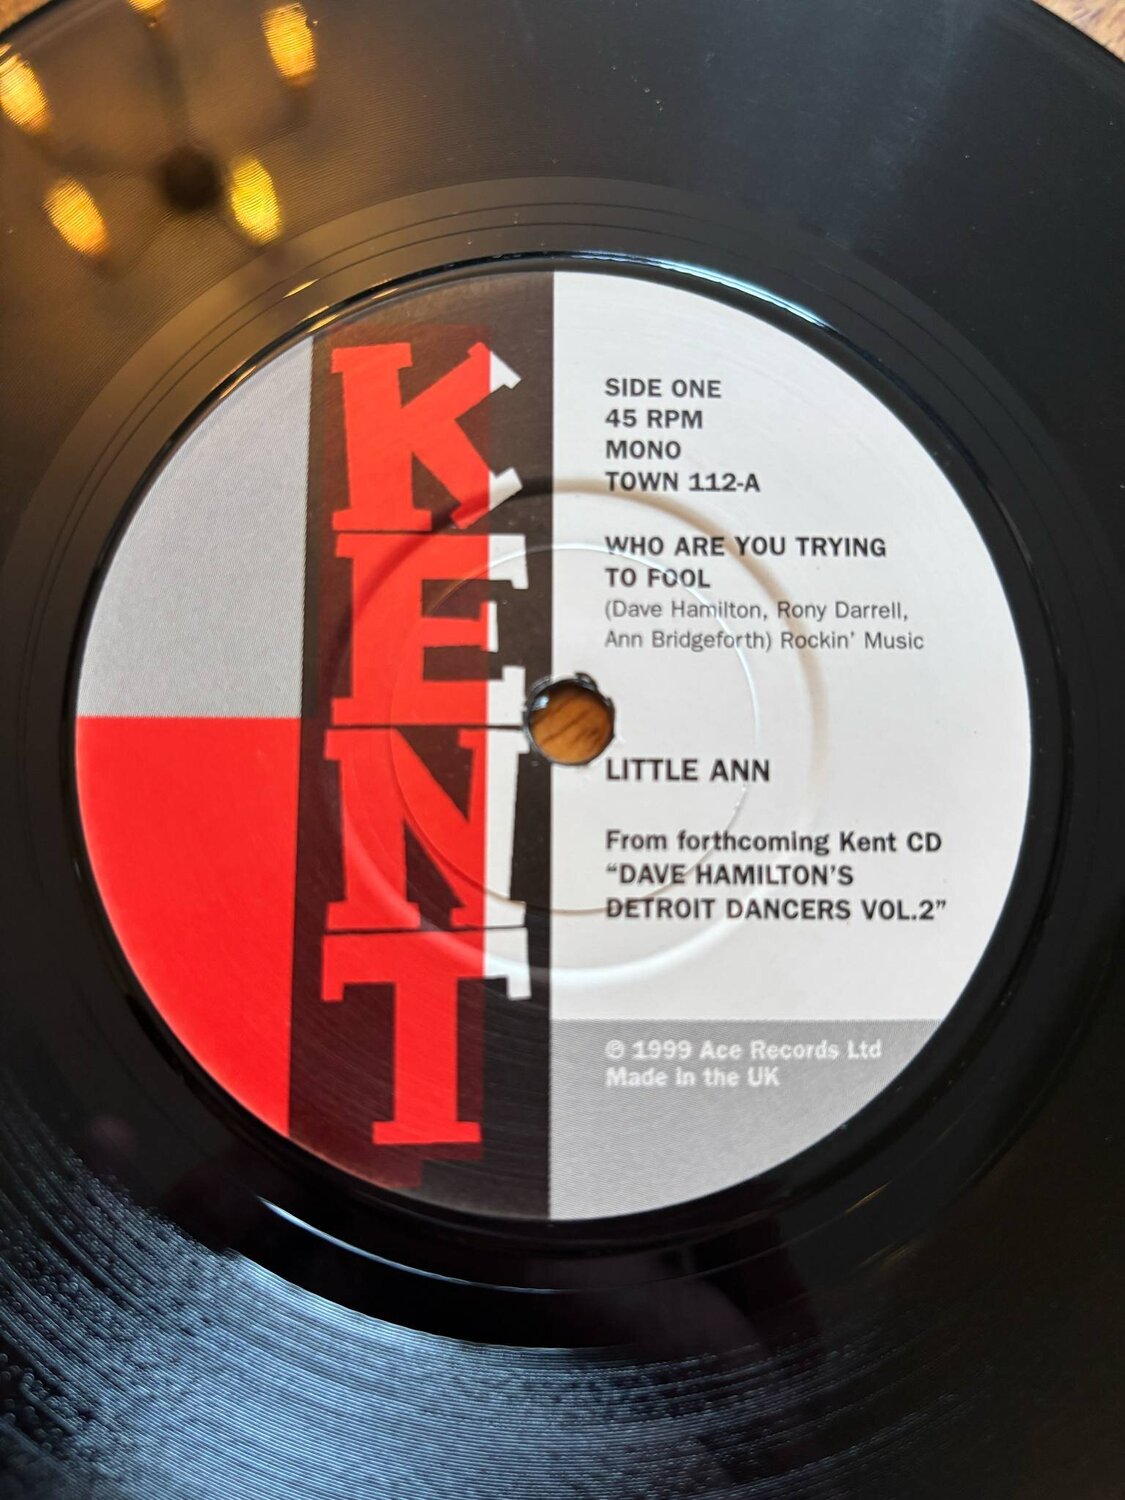 KENT
SIDE ONE
45 RPM
MONO
TOWN 112-A
WHO ARE YOU TRYING
TO FOOL
(Dave Hamilton, Rony Darrell,
Ann Bridgeforth) Rockin' Music
LITTLE ANN
From forthcoming Kent CD
“DAVE HAMILTON'S
DETROIT DANCERS VOL.2”
℗ 1999 Ace Records Ltd
Made in the UK